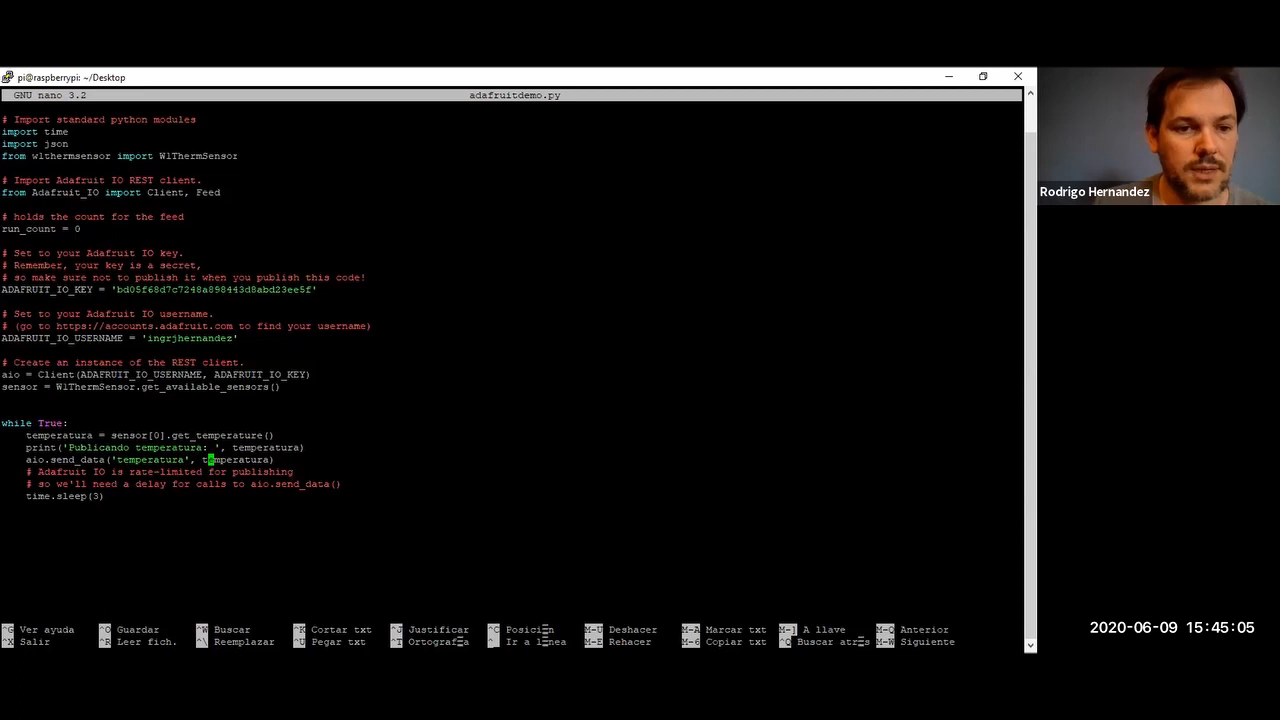 pi@raspberrypi: ~/Desktop
GNU nano 3.2 adafruitdemo.py
# Import standard python modules
import time
import json
from w1thermsensor import W1ThermSensor
# Import Adafruit IO REST client.
from Adafruit_IO import Client, Feed
# holds the count for the feed
run_count = 0
# Set to your Adafruit IO key.
# Remember, your key is a secret,
# so make sure not to publish it when you publish this code!
ADAFRUIT_IO_KEY = 'bd05f68d7c7248a898443d8abd23ee5f'
# Set to your Adafruit IO username.
# (go to https://accounts.adafruit.com to find your username)
ADAFRUIT_IO_USERNAME = 'ingrjhernandez'
# Create an instance of the REST client.
aio = Client(ADAFRUIT_IO_USERNAME, ADAFRUIT_IO_KEY)
sensor = W1ThermSensor.get_available_sensors()
while True:
temperatura = sensor[0].get_temperature()
print('Publicando temperatura: ', temperatura)
aio.send_data('temperatura', temperatura)
# Adafruit IO is rate-limited for publishing
# so we'll need a delay for calls to aio.send_data()
time.sleep(3)
^G Ver ayuda ^O Guardar ^W Buscar ^K Cortar txt ^J Justificar ^C Posición M-U Deshacer M-A Marcar txt M-] A llave M-Q Anterior
^X Salir ^R Leer fich. ^\ Reemplazar ^U Pegar txt ^T Ortografía ^_ Ir a línea M-E Rehacer M-6 Copiar txt ^Q Buscar atrás M-W Siguiente
Rodrigo Hernandez
2020-06-09 15:45:05